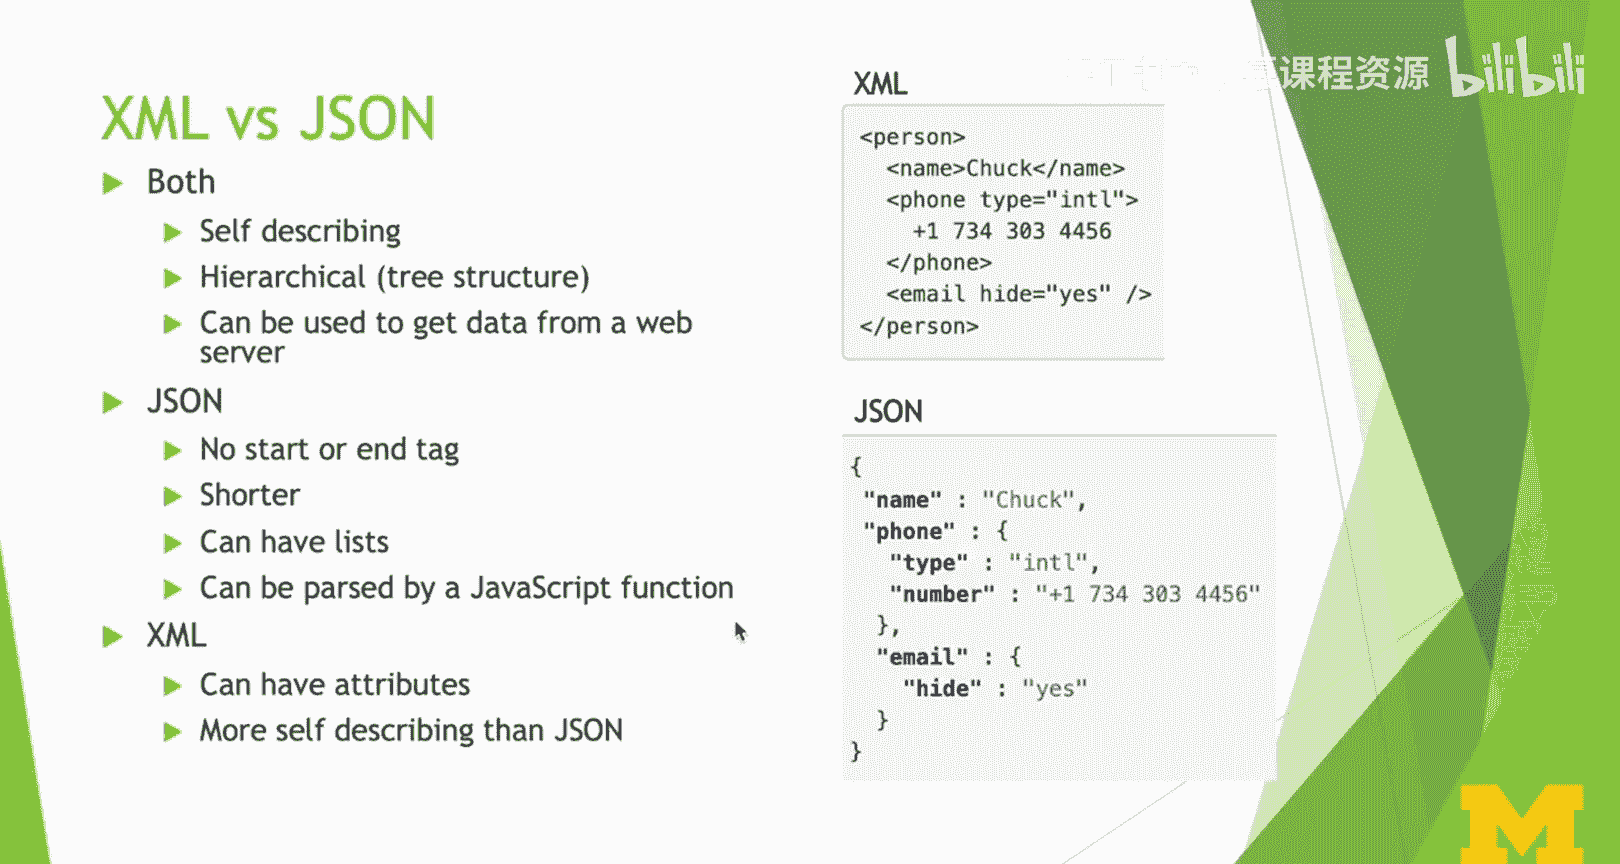 XML vs JSON
Both
Self describing
Hierarchical (tree structure)
Can be used to get data from a web
server
JSON
No start or end tag
Shorter
Can have lists
Can be parsed by a JavaScript function
XML
Can have attributes
More self describing than JSON
XML
<person>
  <name>Chuck</name>
  <phone type="intl">
    +1 734 303 4456
  </phone>
  <email hide="yes" />
</person>
JSON
{
 "name" : "Chuck",
 "phone" : {
   "type" : "intl",
   "number" : "+1 734 303 4456"
  },
  "email" : {
    "hide" : "yes"
  }
}
课程资源 bilibili
M